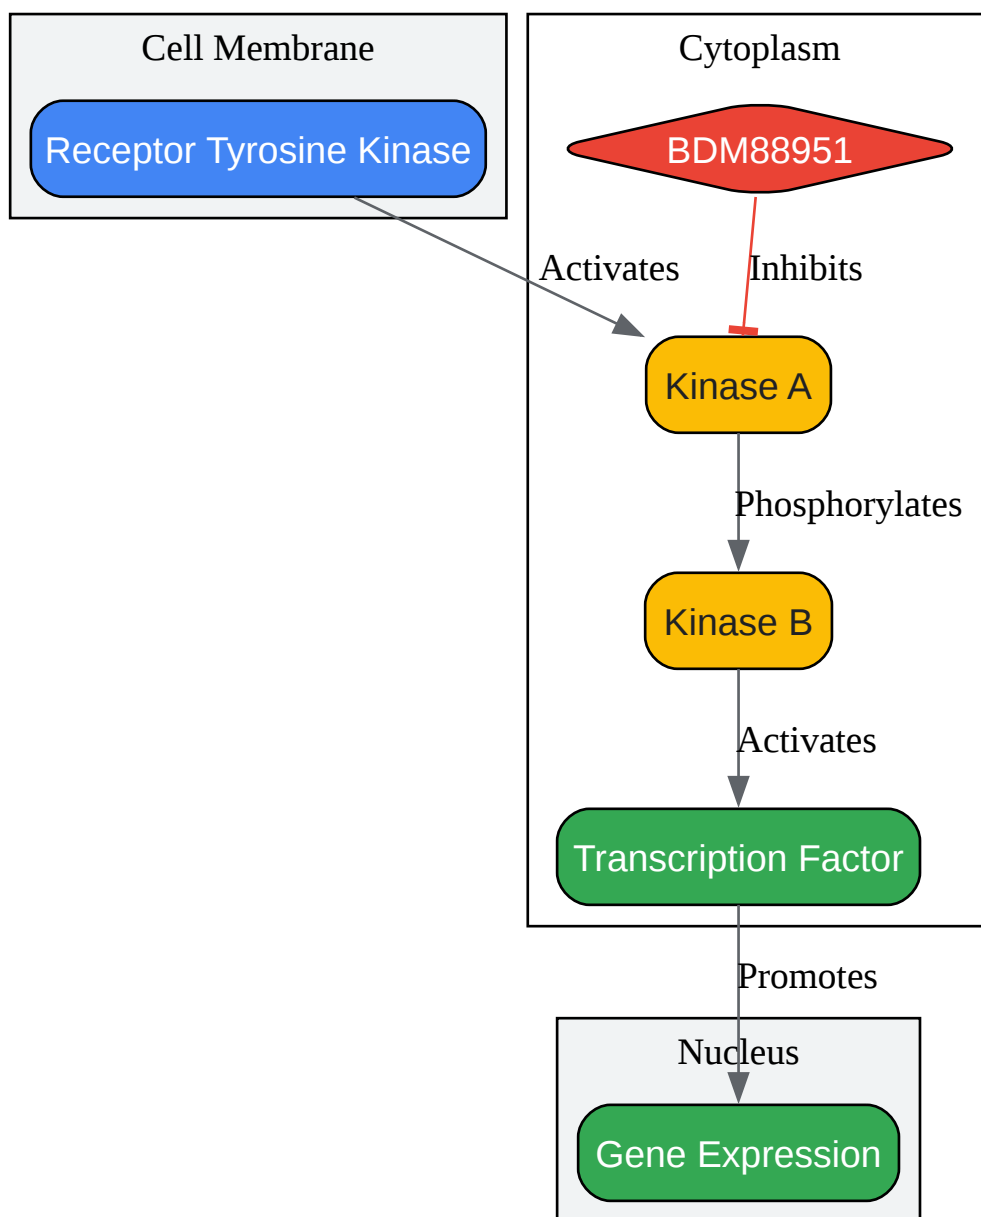 Cell Membrane
Cytoplasm
Receptor Tyrosine Kinase
BDM88951
Activates
Inhibits
Kinase A
Phosphorylates
Kinase B
Activates
Transcription Factor
Promotes
Nucleus
Gene Expression